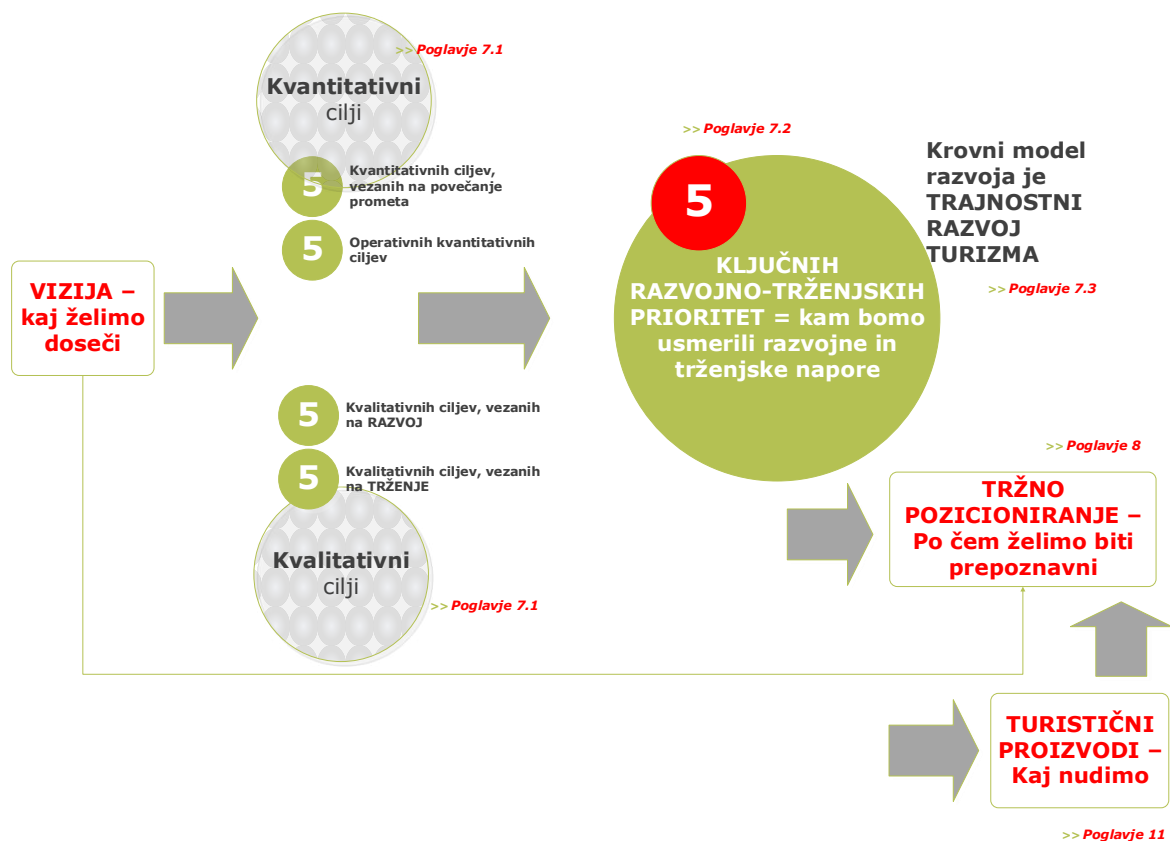 >> Poglavje 7.1
Kvantitativni
cilji
5
Kvantitativnih ciljev,
vezanih na povečanje
prometa
5
Operativnih kvantitativnih
ciljev
VIZIJA –
kaj želimo
doseči
5
Kvalitativnih ciljev, vezanih
na RAZVOJ
5
Kvalitativnih ciljev, vezanih
na TRŽENJE
Kvalitativni
cilji
>> Poglavje 7.1
>> Poglavje 7.2
5
KLJUČNIH
RAZVOJNO-TRŽENJSKIH
PRIORITET = kam bomo
usmerili razvojne in
trženjske napore
Krovni model
razvoja je
TRAJNOSTNI
RAZVOJ
TURIZMA
>> Poglavje 7.3
>> Poglavje 8
TRŽNO
POZICIONIRANJE –
Po čem želimo biti
prepoznavni
TURISTIČNI
PROIZVODI –
Kaj nudimo
>> Poglavje 11